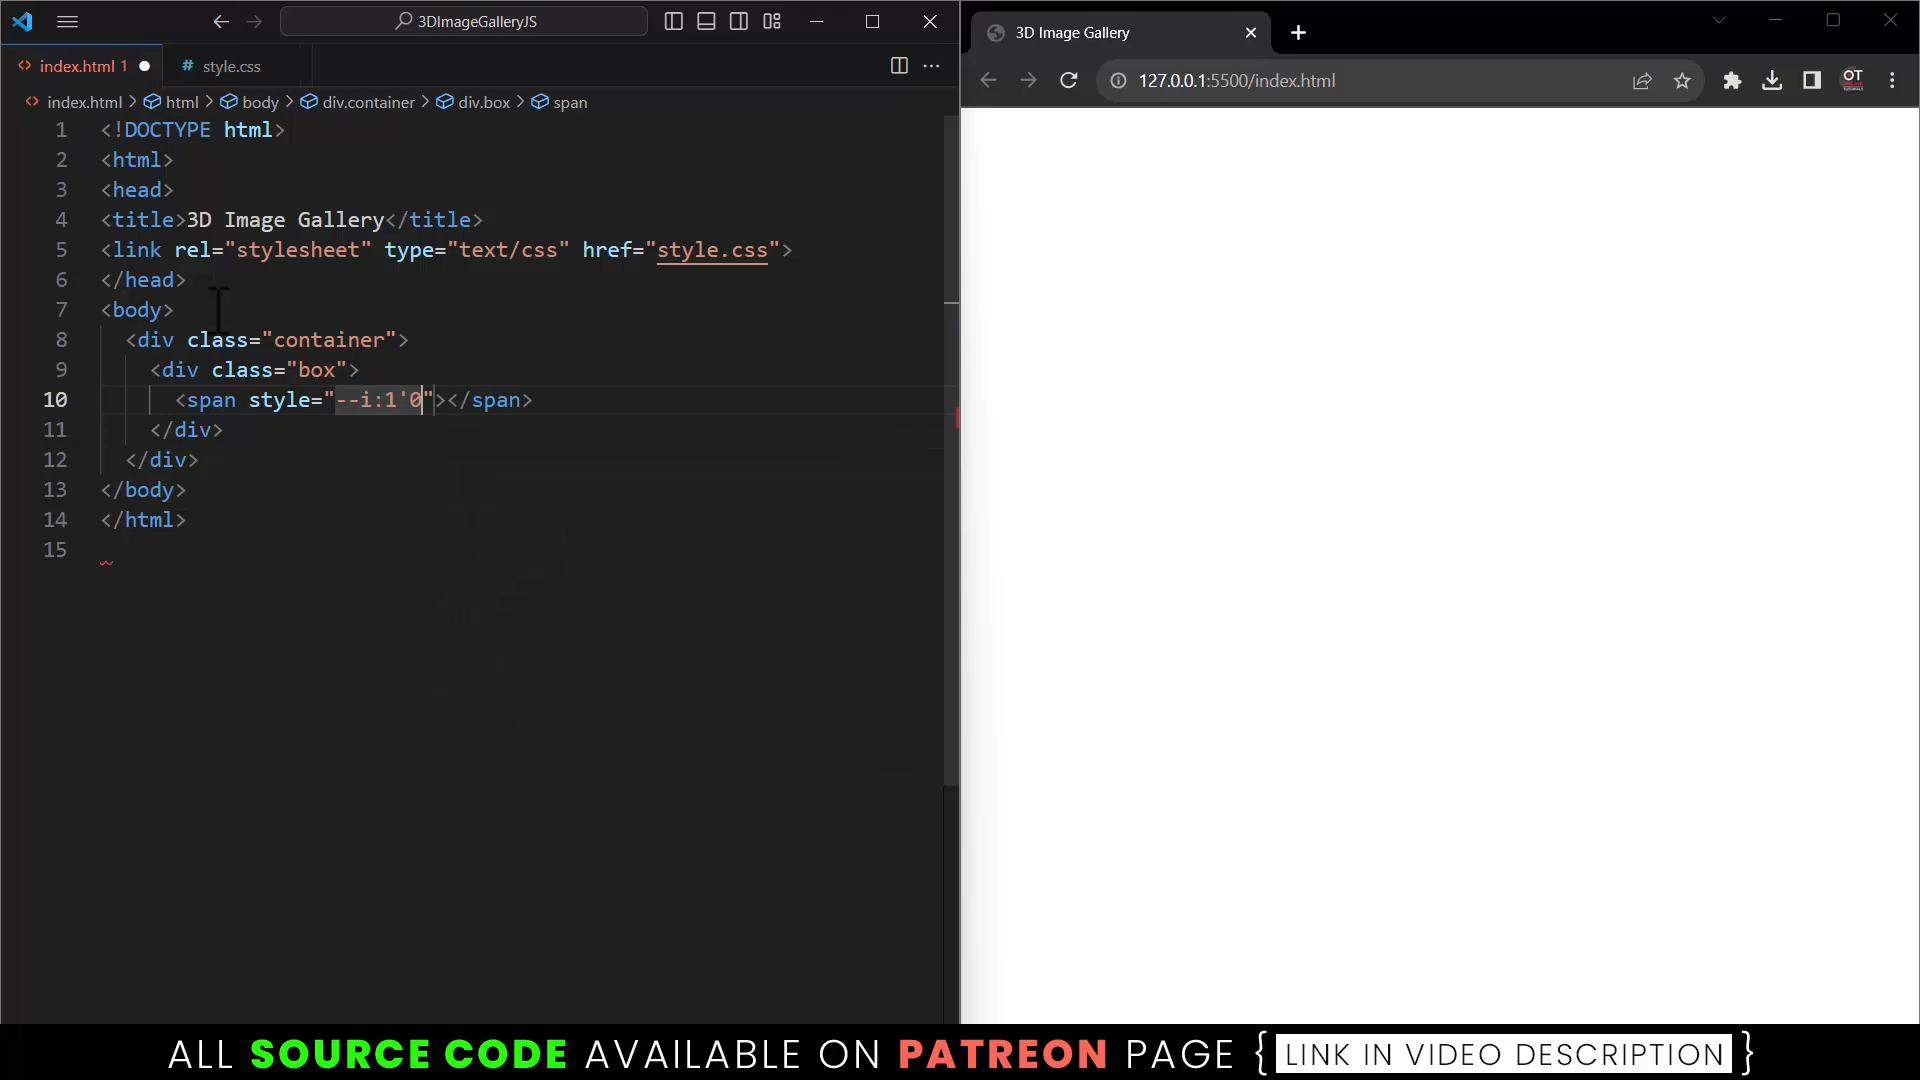 3DImageGalleryJS
index.html 1
# style.css
index.html > html > body > div.container > div.box > span
1 <!DOCTYPE html>
2 <html>
3 <head>
4 <title>3D Image Gallery</title>
5 <link rel="stylesheet" type="text/css" href="style.css">
6 </head>
7 <body>
8 <div class="container">
9 <div class="box">
10 <span style="--i:1'0"></span>
11 </div>
12 </div>
13 </body>
14 </html>
15
3D Image Gallery
127.0.0.1:5500/index.html
OT
ALL SOURCE CODE AVAILABLE ON PATREON PAGE { LINK IN VIDEO DESCRIPTION }